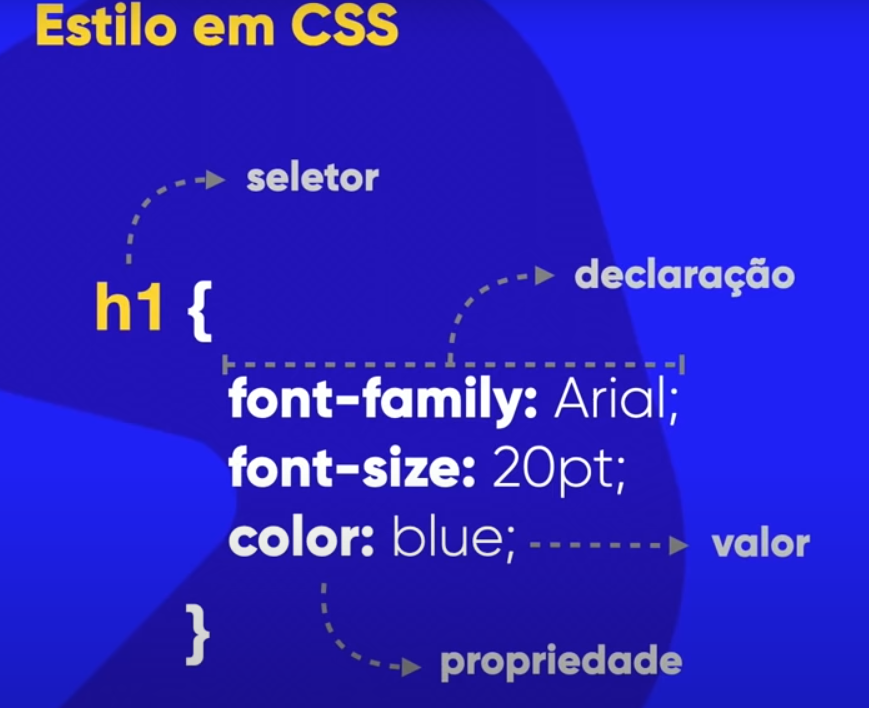 Estilo em CSS
seletor
h1 {
declaração
font-family: Arial;
font-size: 20pt;
color: blue;
valor
}
propriedade